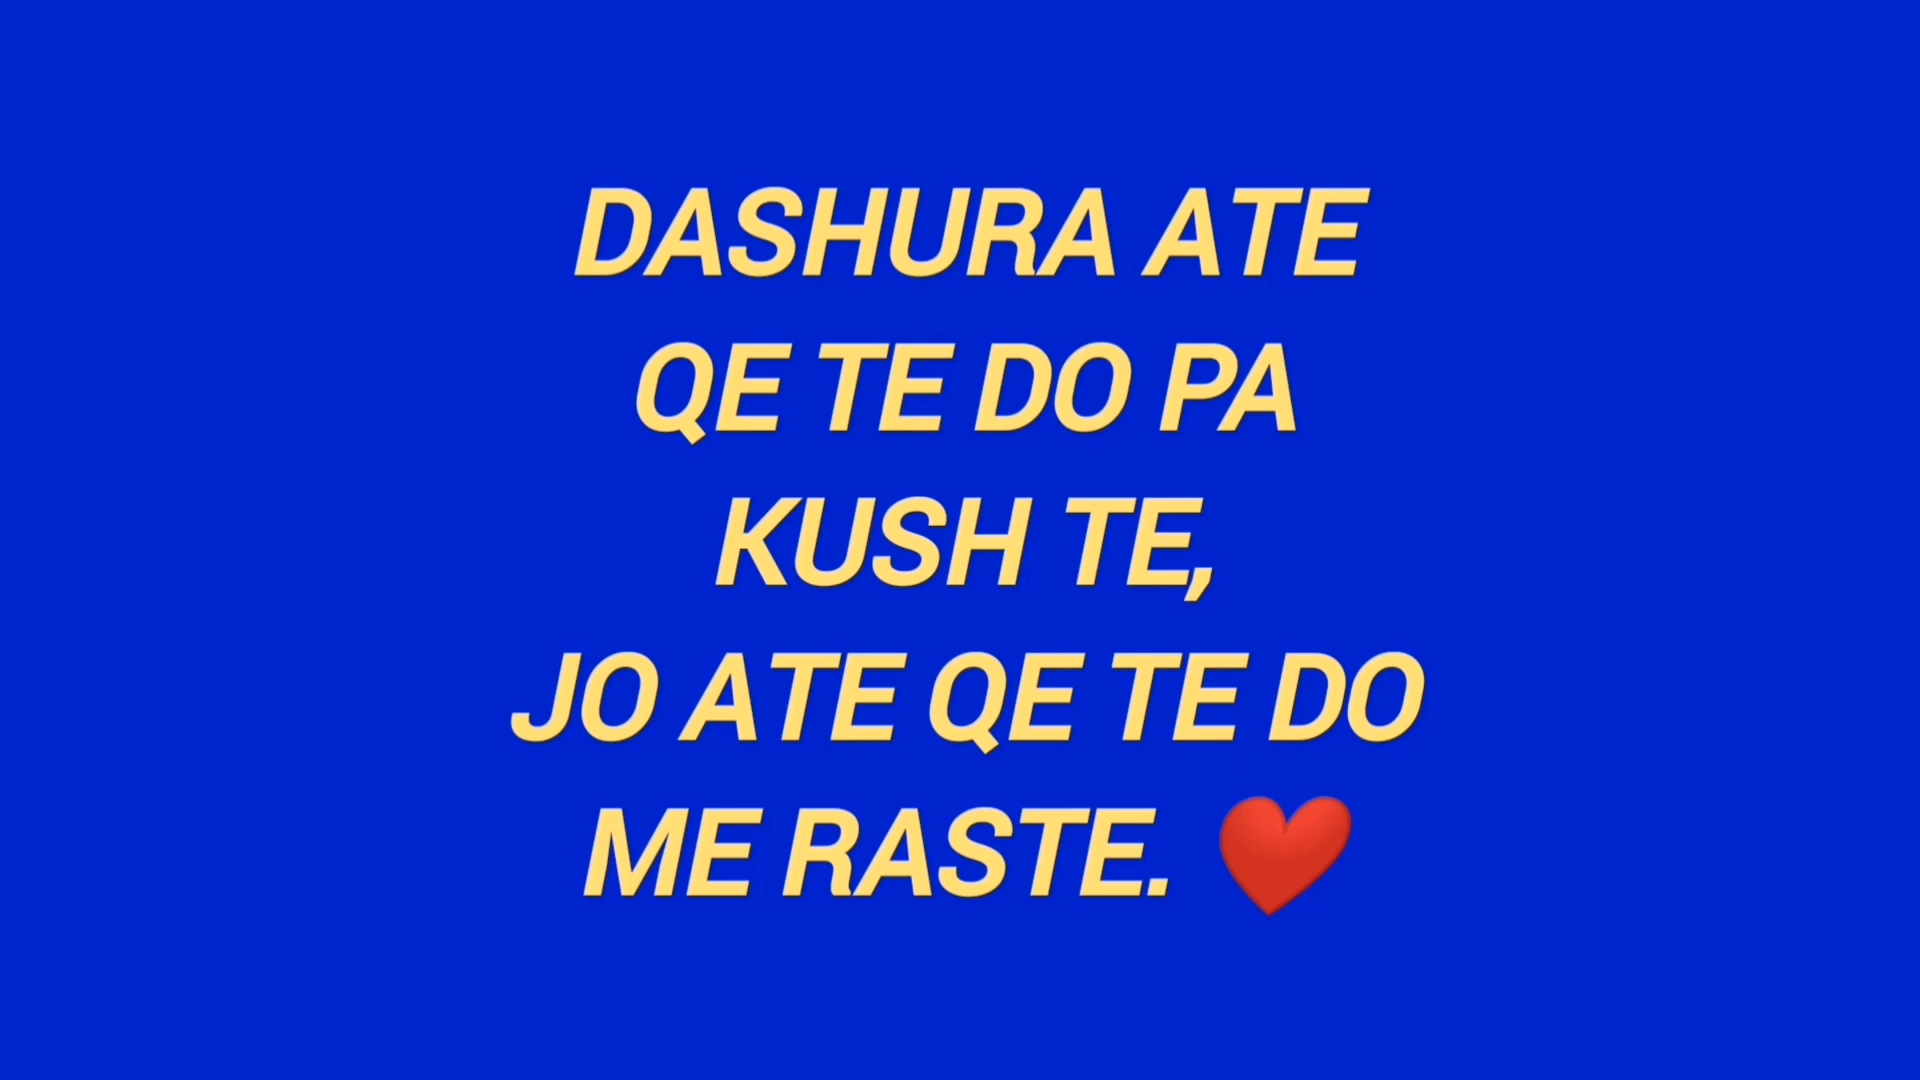 DASHURA ATE
QE TE DO PA
KUSH TE,
JO ATE QE TE DO
ME RASTE. ❤️